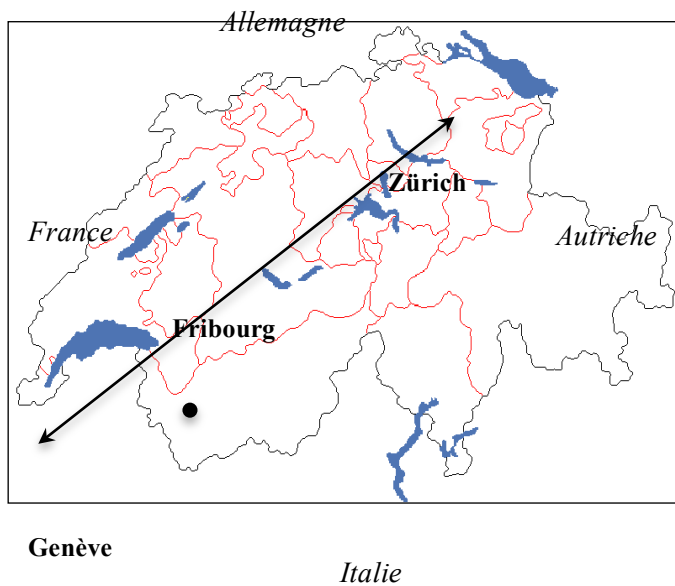 Allemagne
Zürich
France
Autriche
Fribourg
Genève
Italie